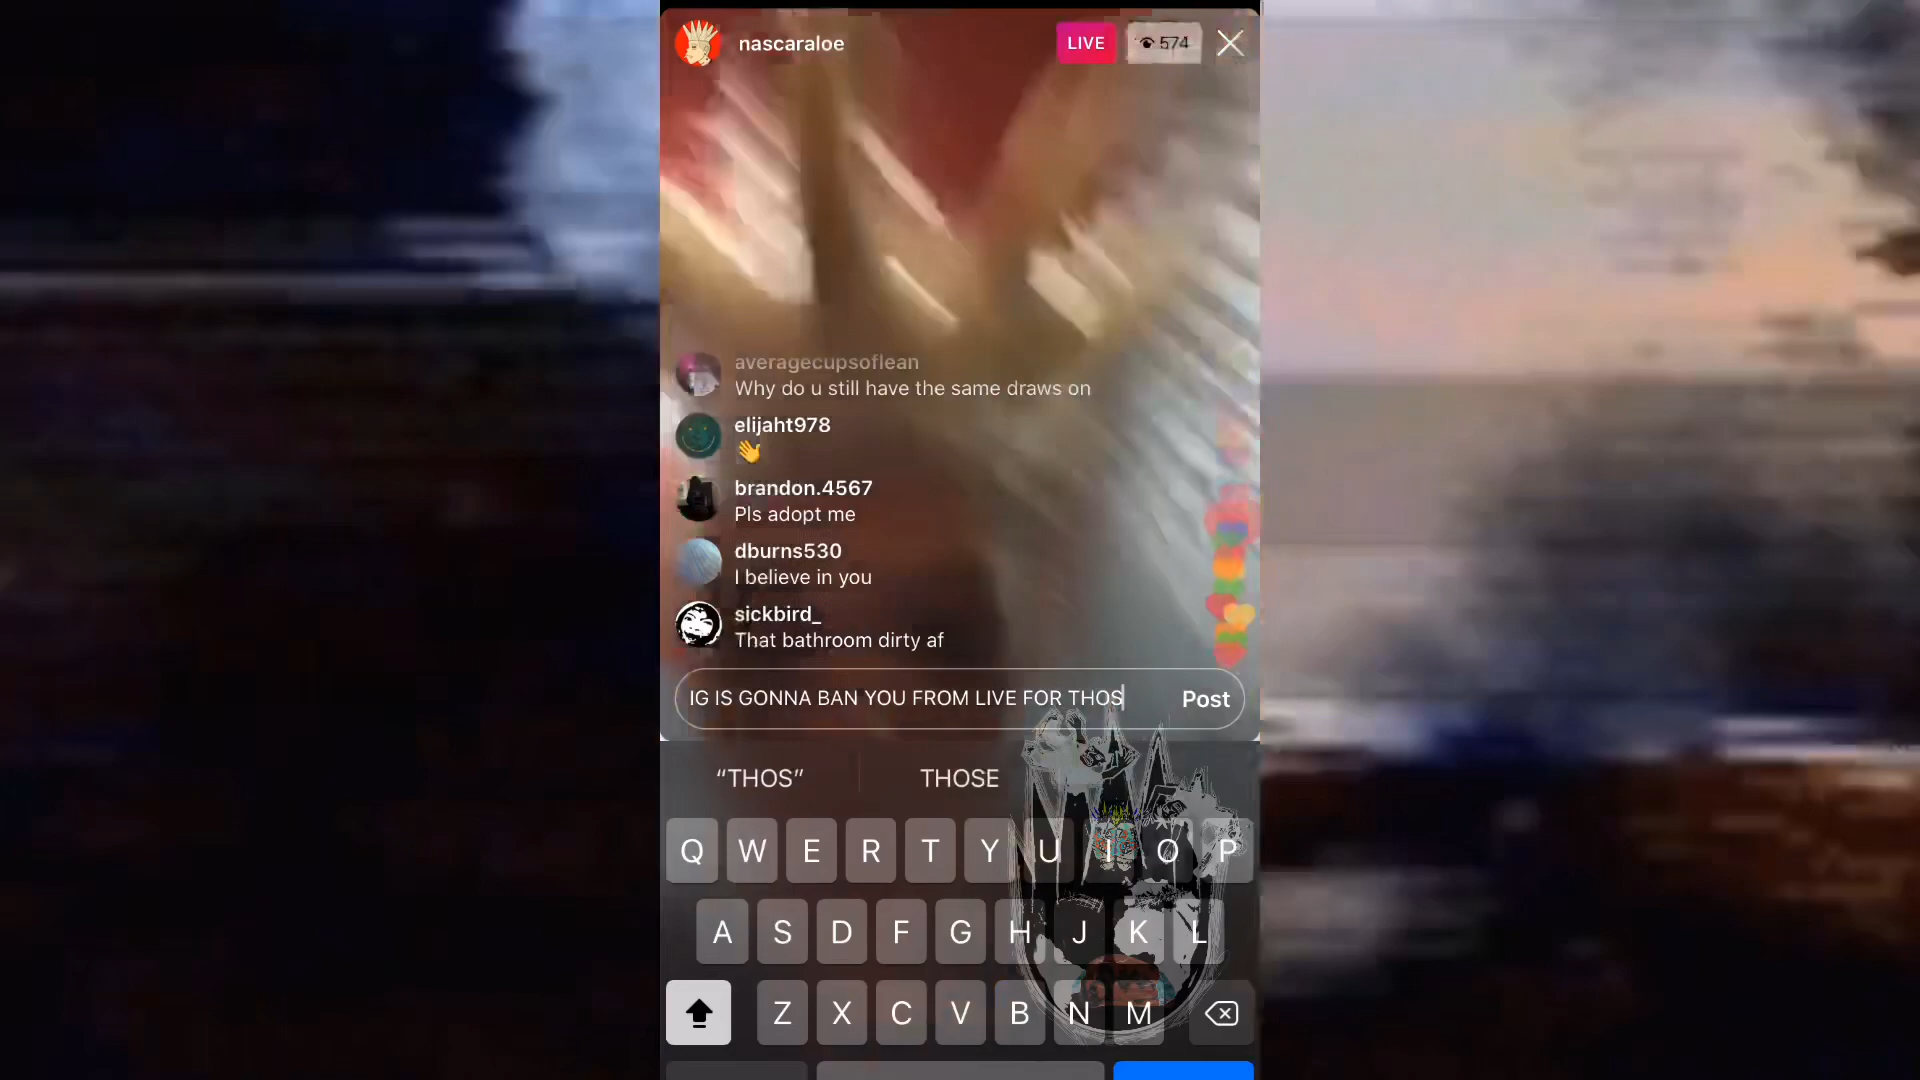 nascaraloe
LIVE
574
averagecupsoflean
Why do u still have the same draws on
elijaht978
brandon.4567
Pls adopt me
dburns530
I believe in you
sickbird_
That bathroom dirty af
IG IS GONNA BAN YOU FROM LIVE FOR THOS
Post
“THOS”
THOSE
Q W E R T Y U I O P
A S D F G H J K L
Z X C V B N M